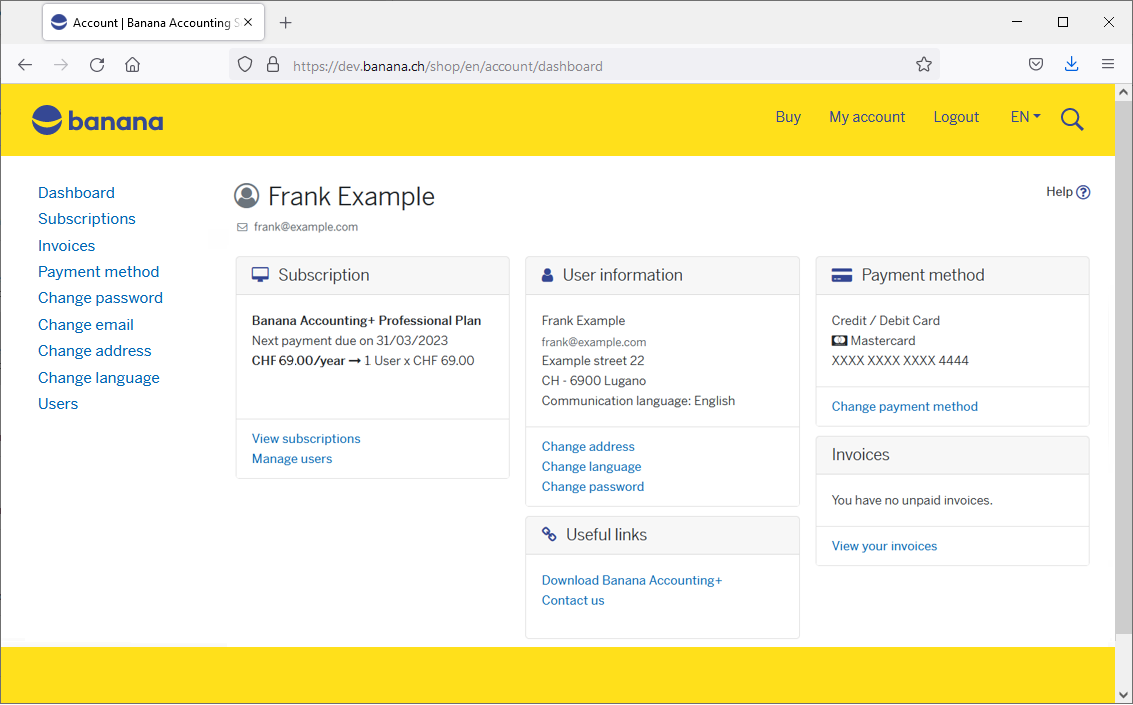 Account | Banana Accounting S
https://dev.banana.ch/shop/en/account/dashboard
banana
Buy
My account
Logout
EN
Dashboard
Subscriptions
Invoices
Payment method
Change password
Change email
Change address
Change language
Users
Frank Example
frank@example.com
Help
Subscription
Banana Accounting+ Professional Plan
Next payment due on 31/03/2023
CHF 69.00/year ➞ 1 User x CHF 69.00
View subscriptions
Manage users
User information
Frank Example
frank@example.com
Example street 22
CH - 6900 Lugano
Communication language: English
Change address
Change language
Change password
Useful links
Download Banana Accounting+
Contact us
Payment method
Credit / Debit Card
Mastercard
XXXX XXXX XXXX 4444
Change payment method
Invoices
You have no unpaid invoices.
View your invoices